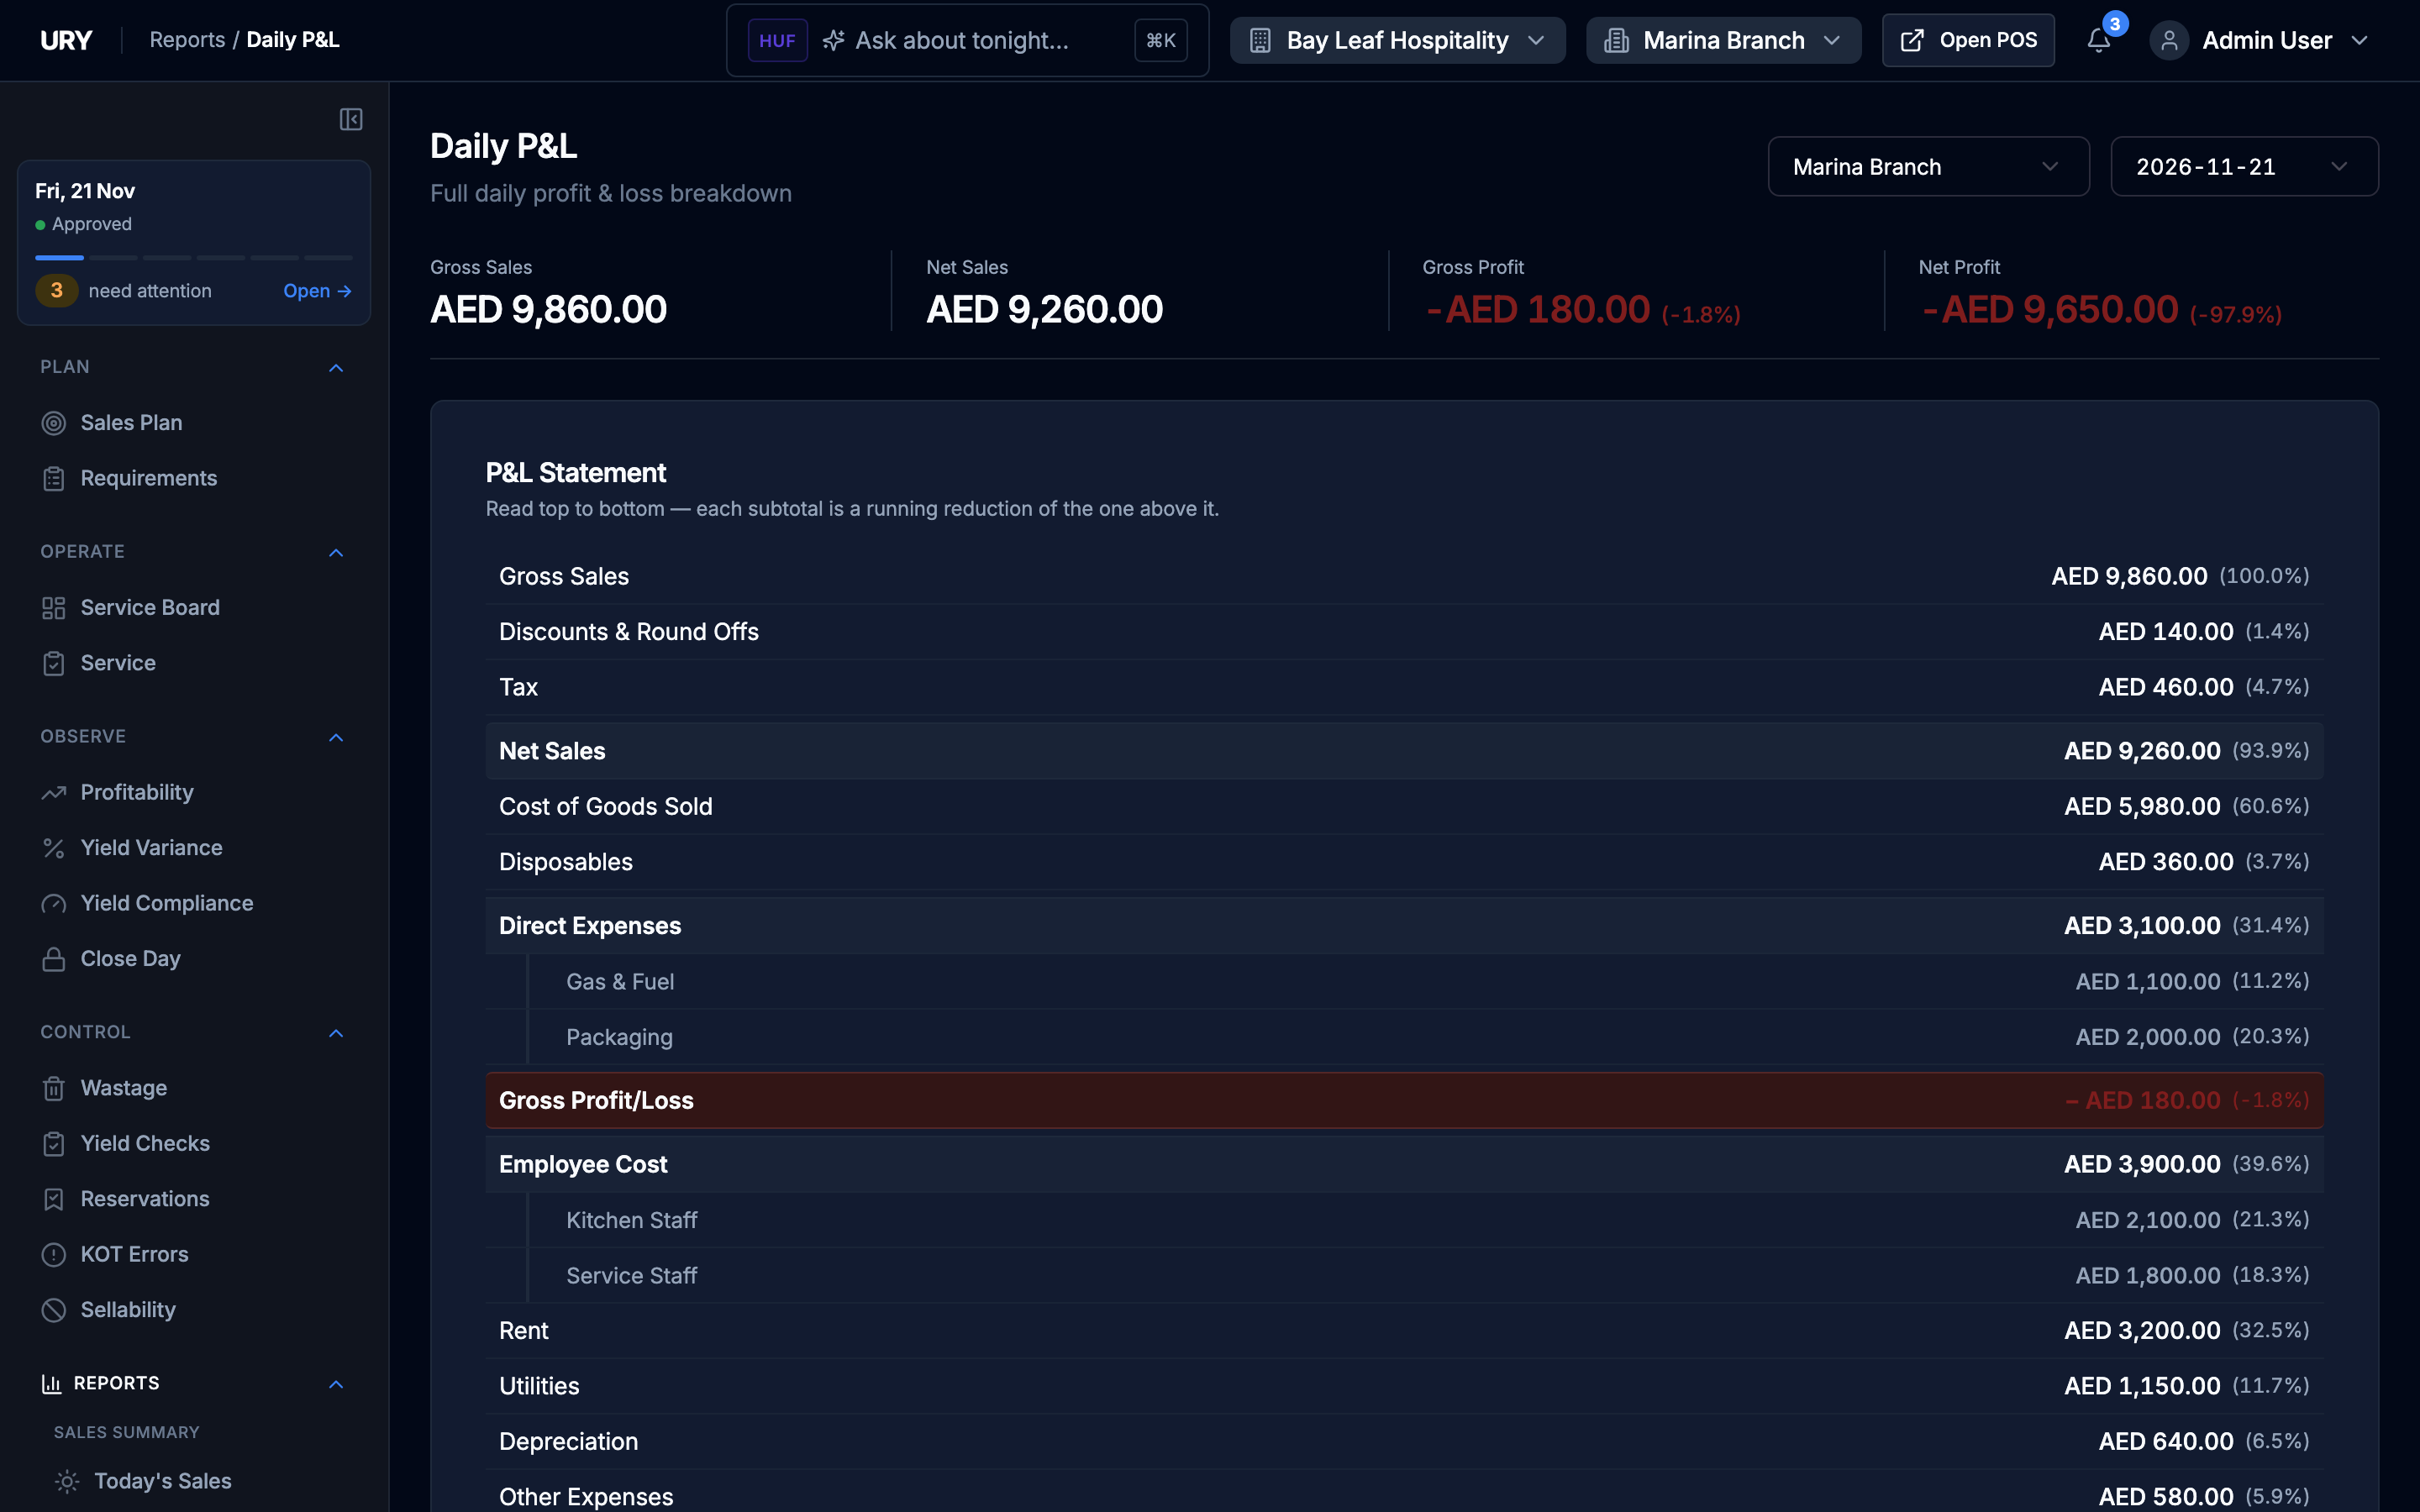 URY
Reports / Daily P&L
HUF
Ask about tonight...
⌘K
Bay Leaf Hospitality
Marina Branch
Open POS
3
Admin User
Fri, 21 Nov
Approved
3 need attention
Open →
PLAN
Sales Plan
Requirements
OPERATE
Service Board
Service
OBSERVE
Profitability
Yield Variance
Yield Compliance
Close Day
CONTROL
Wastage
Yield Checks
Reservations
KOT Errors
Sellability
REPORTS
SALES SUMMARY
Today's Sales
Daily P&L
Full daily profit & loss breakdown
Marina Branch
2026-11-21
Gross Sales
AED 9,860.00
Net Sales
AED 9,260.00
Gross Profit
-AED 180.00 (-1.8%)
Net Profit
-AED 9,650.00 (-97.9%)
P&L Statement
Read top to bottom — each subtotal is a running reduction of the one above it.
Gross Sales AED 9,860.00 (100.0%)
Discounts & Round Offs AED 140.00 (1.4%)
Tax AED 460.00 (4.7%)
Net Sales AED 9,260.00 (93.9%)
Cost of Goods Sold AED 5,980.00 (60.6%)
Disposables AED 360.00 (3.7%)
Direct Expenses AED 3,100.00 (31.4%)
Gas & Fuel AED 1,100.00 (11.2%)
Packaging AED 2,000.00 (20.3%)
Gross Profit/Loss – AED 180.00 (-1.8%)
Employee Cost AED 3,900.00 (39.6%)
Kitchen Staff AED 2,100.00 (21.3%)
Service Staff AED 1,800.00 (18.3%)
Rent AED 3,200.00 (32.5%)
Utilities AED 1,150.00 (11.7%)
Depreciation AED 640.00 (6.5%)
Other Expenses AED 580.00 (5.9%)